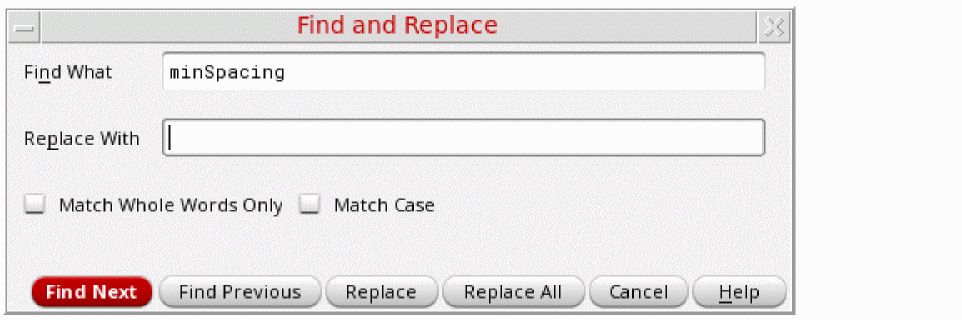 Find and Replace
Find What minSpacing
Replace With
Match Whole Words Only Match Case
Find Next Find Previous Replace Replace All Cancel Help